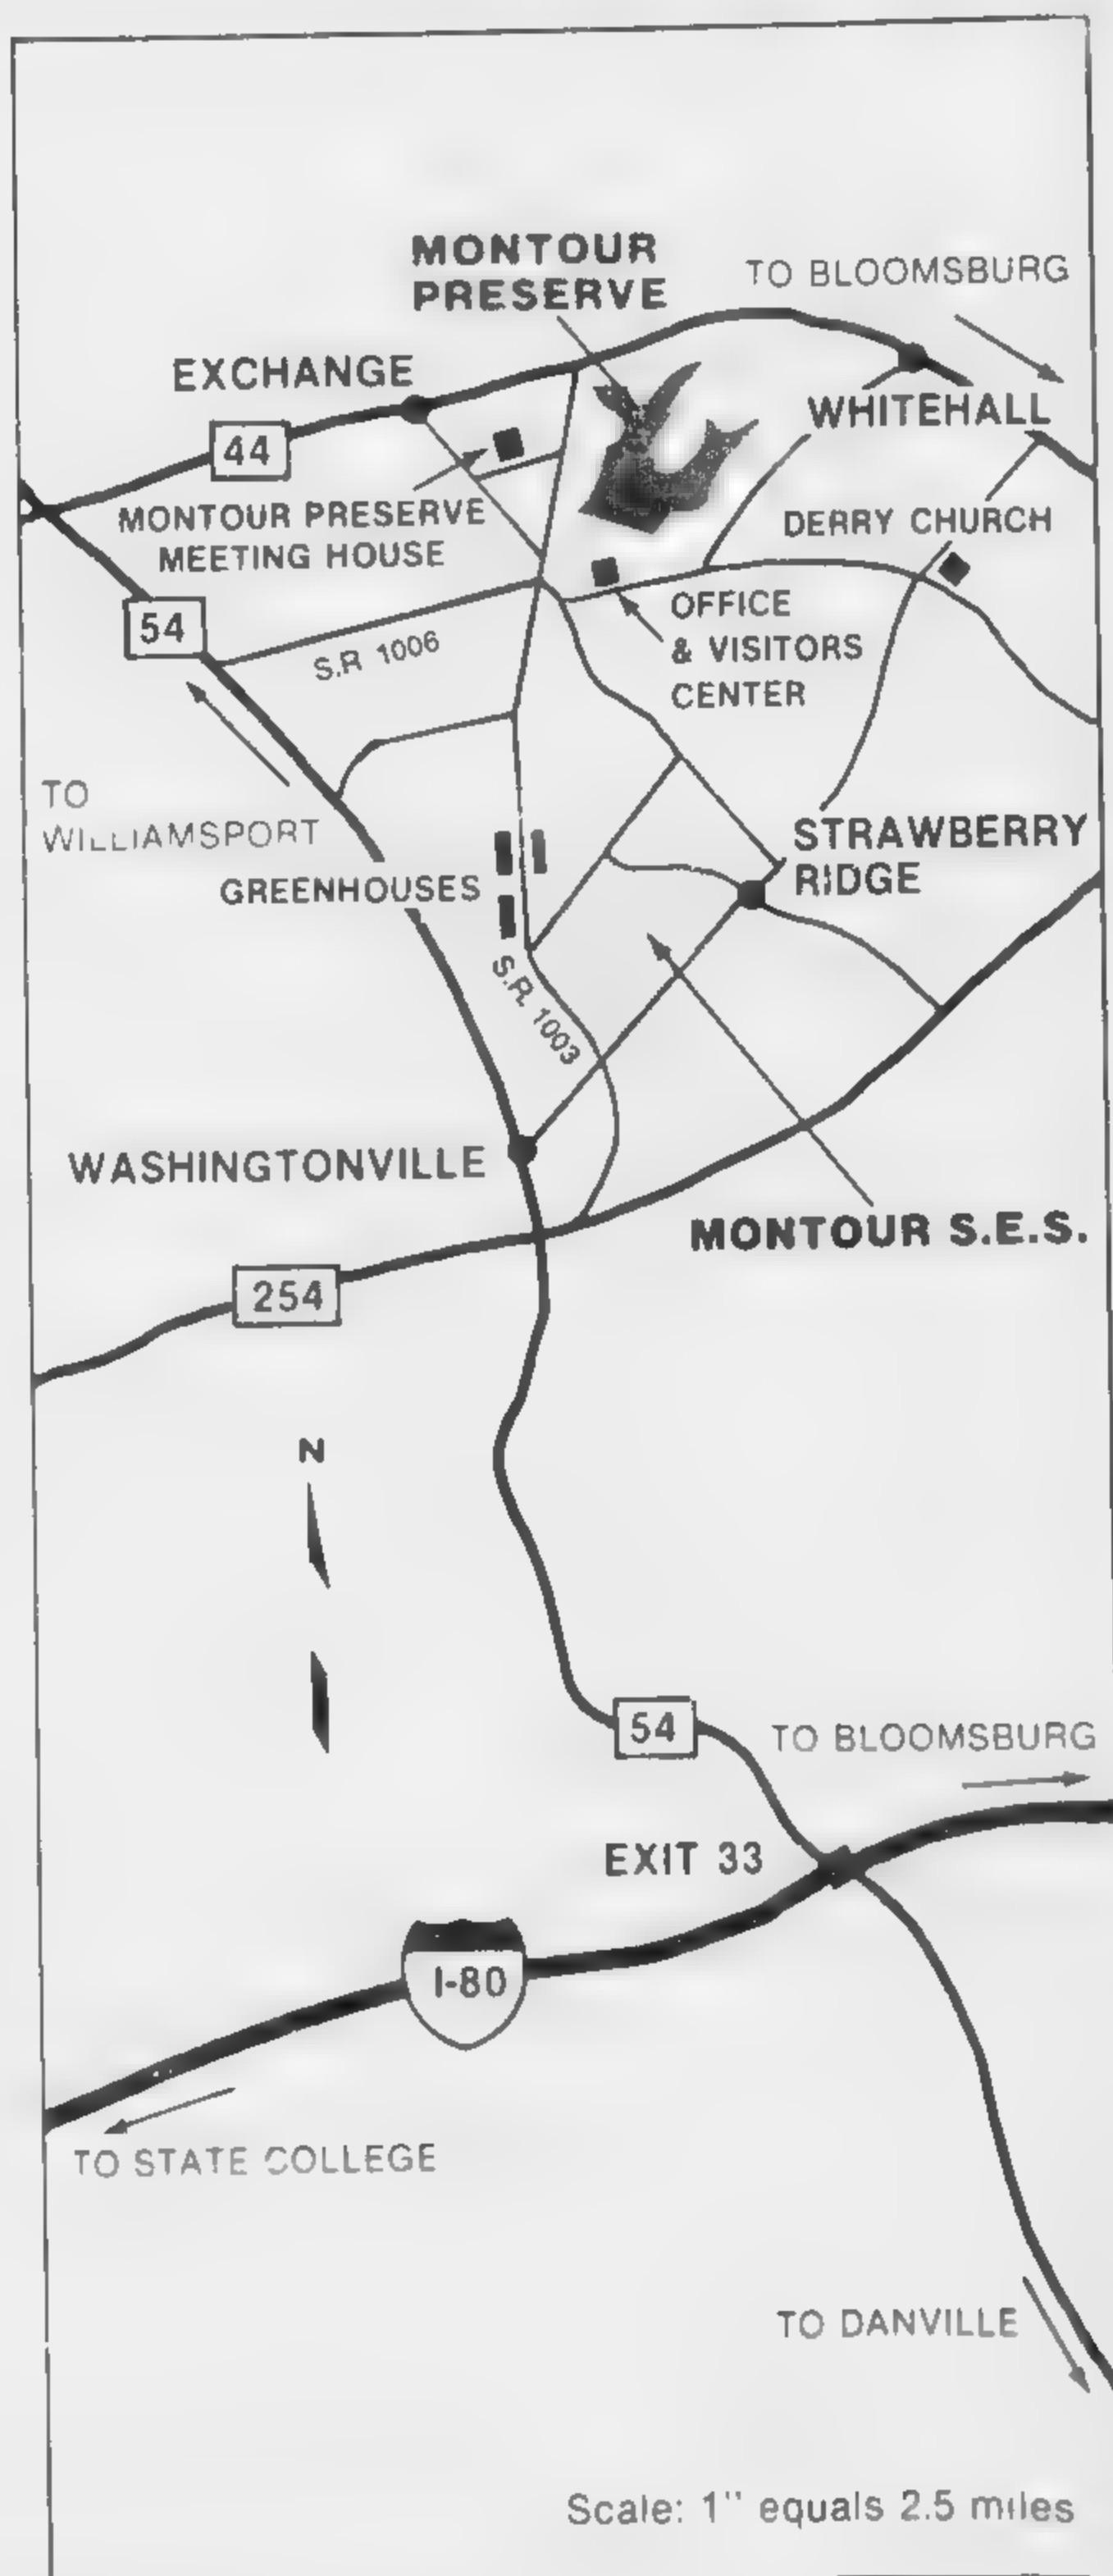 MONTOUR
PRESERVE
TO BLOOMSBURG
EXCHANGE
WHITEHALL
44
MONTOUR PRESERVE
MEETING HOUSE
DERRY CHURCH
54
OFFICE
& VISITORS
CENTER
S.R 1006
TO
WILLIAMSPORT
STRAWBERRY
RIDGE
GREENHOUSES
S.R. 1003
WASHINGTONVILLE
MONTOUR S.E.S.
254
N
54
TO BLOOMSBURG
EXIT 33
I-80
TO STATE COLLEGE
TO DANVILLE
Scale: 1" equals 2.5 miles